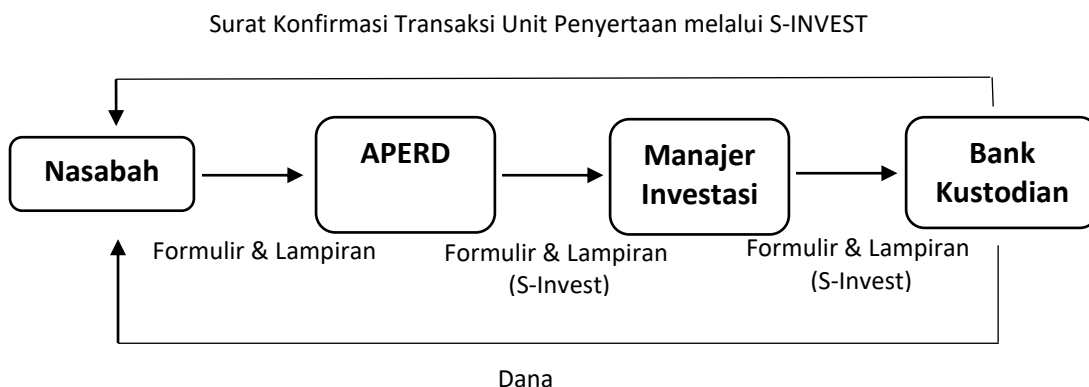 Surat Konfirmasi Transaksi Unit Penyertaan melalui S-INVEST
Nasabah
APERD
Manajer
Investasi
Bank
Kustodian
Formulir & Lampiran
Formulir & Lampiran
(S-Invest)
Formulir & Lampiran
(S-Invest)
Dana